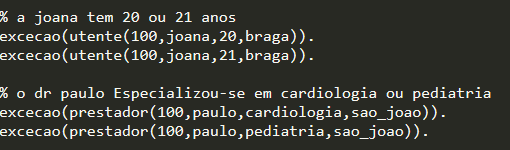 % a joana tem 20 ou 21 anos
excecao(utente(100,joana,20,braga)).
excecao(utente(100,joana,21,braga)).
% o dr paulo Especializou-se em cardiologia ou pediatria
excecao(prestador(100,paulo,cardiologia,sao_joao)).
excecao(prestador(100,paulo,pediatria,sao_joao)).